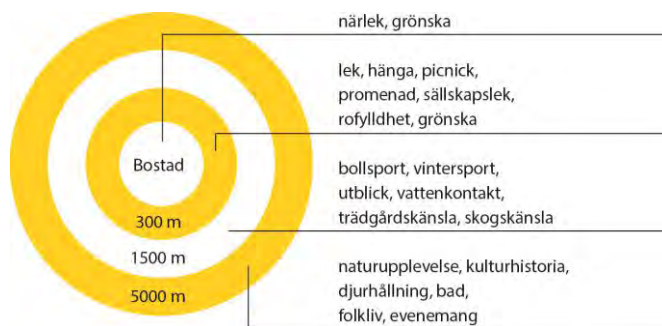 närlek, grönska
lek, hänga, picnick,
promenad, sällskapslek,
rofylldhet, grönska
bollsport, vintersport,
utblick, vattenkontakt,
trädgårdskänsla, skogskänsla
naturupplevelse, kulturhistoria,
djurhållning, bad,
folkliv, evenemang
Bostad
300 m
1500 m
5000 m